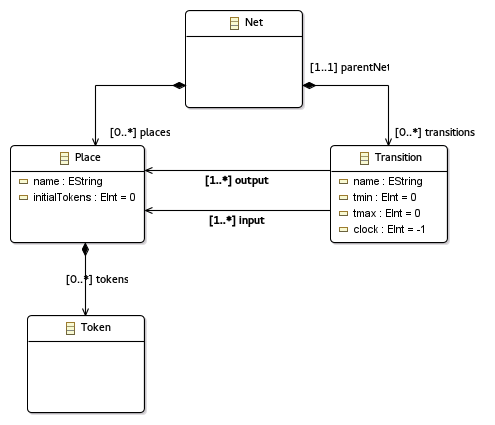 Net
[1..1] parentNet
[0..*] places
[0..*] transitions
Place
name : EString
initialTokens : EInt = 0
[1..*] output
[1..*] input
Transition
name : EString
tmin : EInt = 0
tmax : EInt = 0
clock : EInt = -1
[0..*] tokens
Token